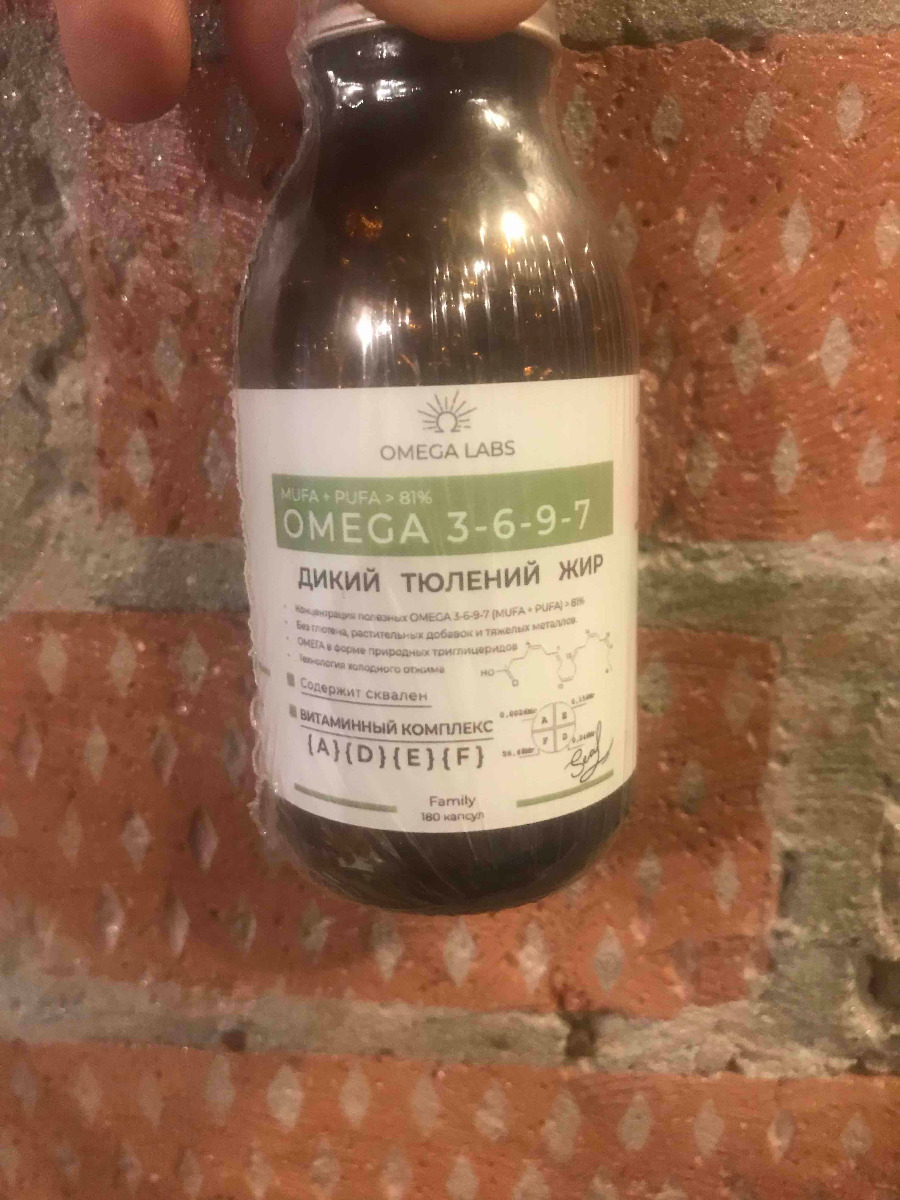 OMEGA LABS
MUFA + PUFA > 81%
OMEGA 3-6-9-7
ДИКИЙ ТЮЛЕНИЙ ЖИР
Концентрация полезных OMEGA 3-6-9-7 (MUFA + PUFA) > 81%
Без глютена, растительных добавок и тяжелых металлов.
ОМЕГА в форме природных триглицеридов
Технология холодного отжима
HO
Содержит сквален
ВИТАМИННЫЙ КОМПЛЕКС
{A}{D}{E}{F}
A
F
D
Seal
Family
180 капсул